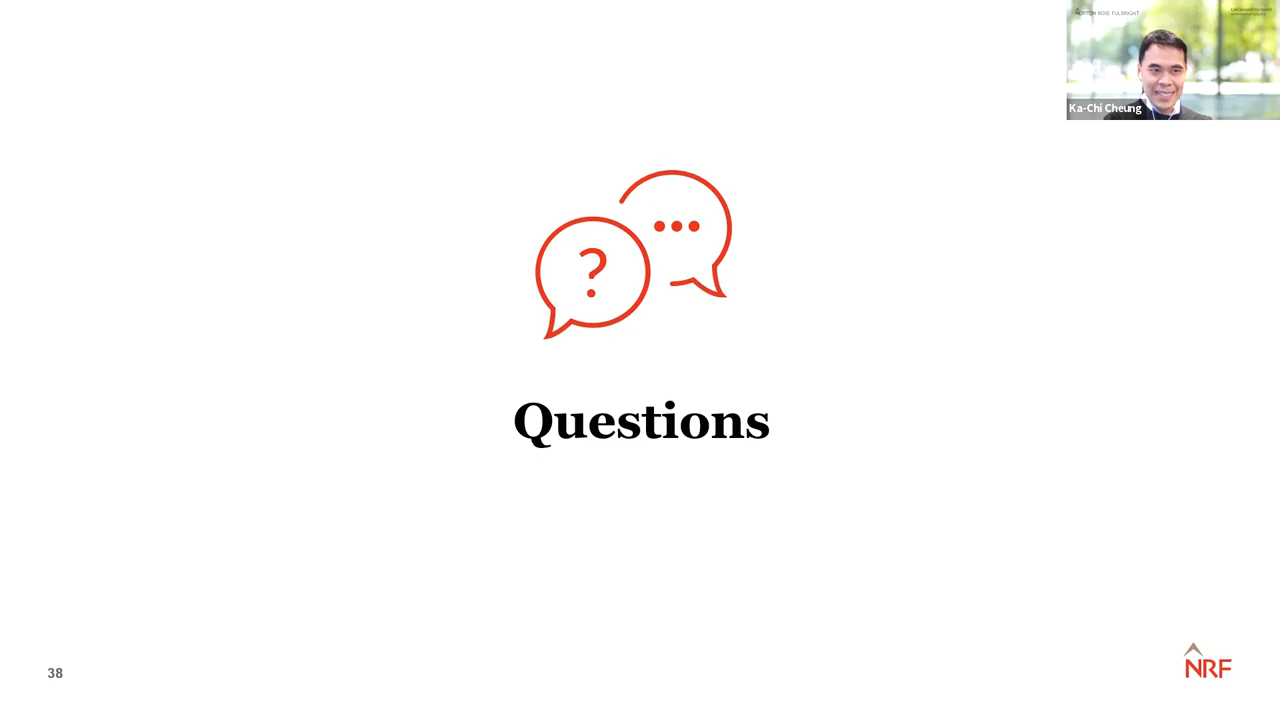 NORTON ROSE FULBRIGHT
Ka-Chi Cheung
?
Questions
38
NRF